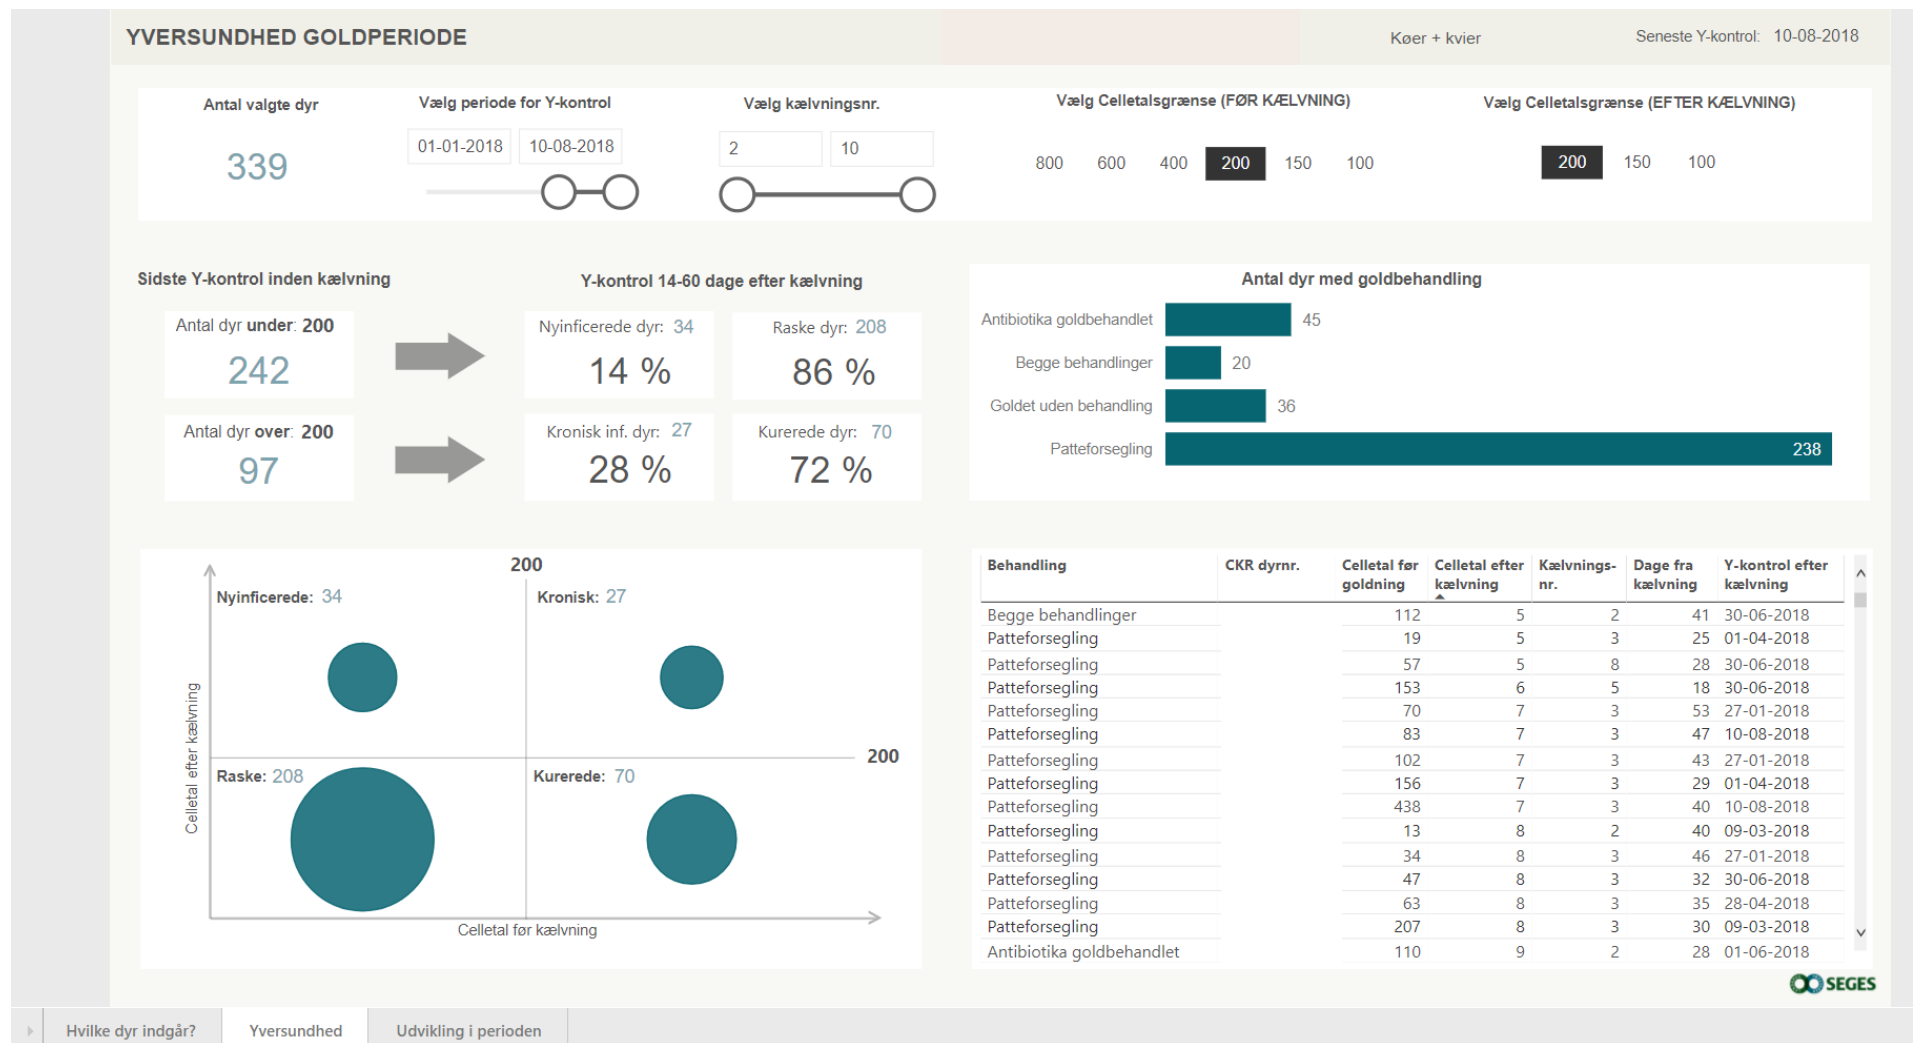 YVERSUNDHED GOLDPERIODE
Køer + kvier
Seneste Y-kontrol: 10-08-2018
Antal valgte dyr
339
Vælg periode for Y-kontrol
01-01-2018 10-08-2018
Vælg kælvningsnr.
2 10
Vælg Celletalsgrænse (FØR KÆLVNING)
800 600 400 200 150 100
Vælg Celletalsgrænse (EFTER KÆLVNING)
200 150 100
Sidste Y-kontrol inden kælvning
Antal dyr under: 200
242
Antal dyr over: 200
97
Y-kontrol 14-60 dage efter kælvning
Nyinficerede dyr: 34
14 %
Raske dyr: 208
86 %
Kronisk inf. dyr: 27
28 %
Kurerede dyr: 70
72 %
Antal dyr med goldbehandling
Antibiotika goldbehandlet 45
Begge behandlinger 20
Goldet uden behandling 36
Patteforsegling 238
200
Nyinficerede: 34
Kronisk: 27
200
Raske: 208
Kurerede: 70
Celletal efter kælvning
Celletal før kælvning
Behandling CKR dyrnr. Celletal før goldning Celletal efter kælvning Kælvnings-nr. Dage fra kælvning Y-kontrol efter kælvning
Begge behandlinger 112 5 2 41 30-06-2018
Patteforsegling 19 5 3 25 01-04-2018
Patteforsegling 57 5 8 28 30-06-2018
Patteforsegling 153 6 5 18 30-06-2018
Patteforsegling 70 7 3 53 27-01-2018
Patteforsegling 83 7 3 47 10-08-2018
Patteforsegling 102 7 3 43 27-01-2018
Patteforsegling 156 7 3 29 01-04-2018
Patteforsegling 438 7 3 40 10-08-2018
Patteforsegling 13 8 2 40 09-03-2018
Patteforsegling 34 8 3 46 27-01-2018
Patteforsegling 47 8 3 32 30-06-2018
Patteforsegling 63 8 3 35 28-04-2018
Patteforsegling 207 8 3 30 09-03-2018
Antibiotika goldbehandlet 110 9 2 28 01-06-2018
SEGES
Hvilke dyr indgår? Yversundhed Udvikling i perioden